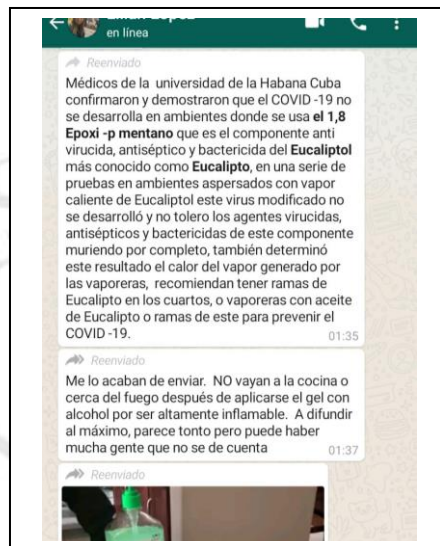 en línea
Reenviado
Médicos de la universidad de la Habana Cuba
confirmaron y demostraron que el COVID -19 no
se desarrolla en ambientes donde se usa el 1,8
Epoxi -p mentano que es el componente anti
virucida, antiséptico y bactericida del Eucaliptol
más conocido como Eucalipto, en una serie de
pruebas en ambientes aspersados con vapor
caliente de Eucaliptol este virus modificado no
se desarrolló y no tolero los agentes virucidas,
antisépticos y bactericidas de este componente
muriendo por completo, también determinó
este resultado el calor del vapor generado por
las vaporeras, recomiendan tener ramas de
Eucalipto en los cuartos, o vaporeras con aceite
de Eucalipto o ramas de este para prevenir el
COVID -19. 01:35
Reenviado
Me lo acaban de enviar. NO vayan a la cocina o
cerca del fuego después de aplicarse el gel con
alcohol por ser altamente inflamable. A difundir
al máximo, parece tonto pero puede haber
mucha gente que no se de cuenta 01:37
Reenviado